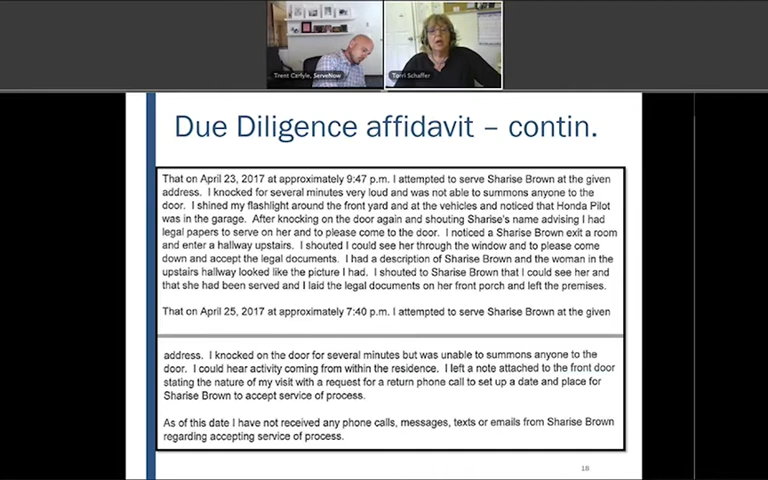 Trent Carlyle, ServeNow
Torri Schaffer
Due Diligence affidavit – contin.
That on April 23, 2017 at approximately 9:47 p.m. I attempted to serve Sharise Brown at the given
address. I knocked for several minutes very loud and was not able to summons anyone to the
door. I shined my flashlight around the front yard and at the vehicles and noticed that Honda Pilot
was in the garage. After knocking on the door again and shouting Sharise's name advising I had
legal papers to serve on her and to please come to the door. I noticed a Sharise Brown exit a room
and enter a hallway upstairs. I shouted I could see her through the window and to please come
down and accept the legal documents. I had a description of Sharise Brown and the woman in the
upstairs hallway looked like the picture I had. I shouted to Sharise Brown that I could see her and
that she had been served and I laid the legal documents on her front porch and left the premises.
That on April 25, 2017 at approximately 7:40 p.m. I attempted to serve Sharise Brown at the given
address. I knocked on the door for several minutes but was unable to summons anyone to the
door. I could hear activity coming from within the residence. I left a note attached to the front door
stating the nature of my visit with a request for a return phone call to set up a date and place for
Sharise Brown to accept service of process.
As of this date I have not received any phone calls, messages, texts or emails from Sharise Brown
regarding accepting service of process.
18